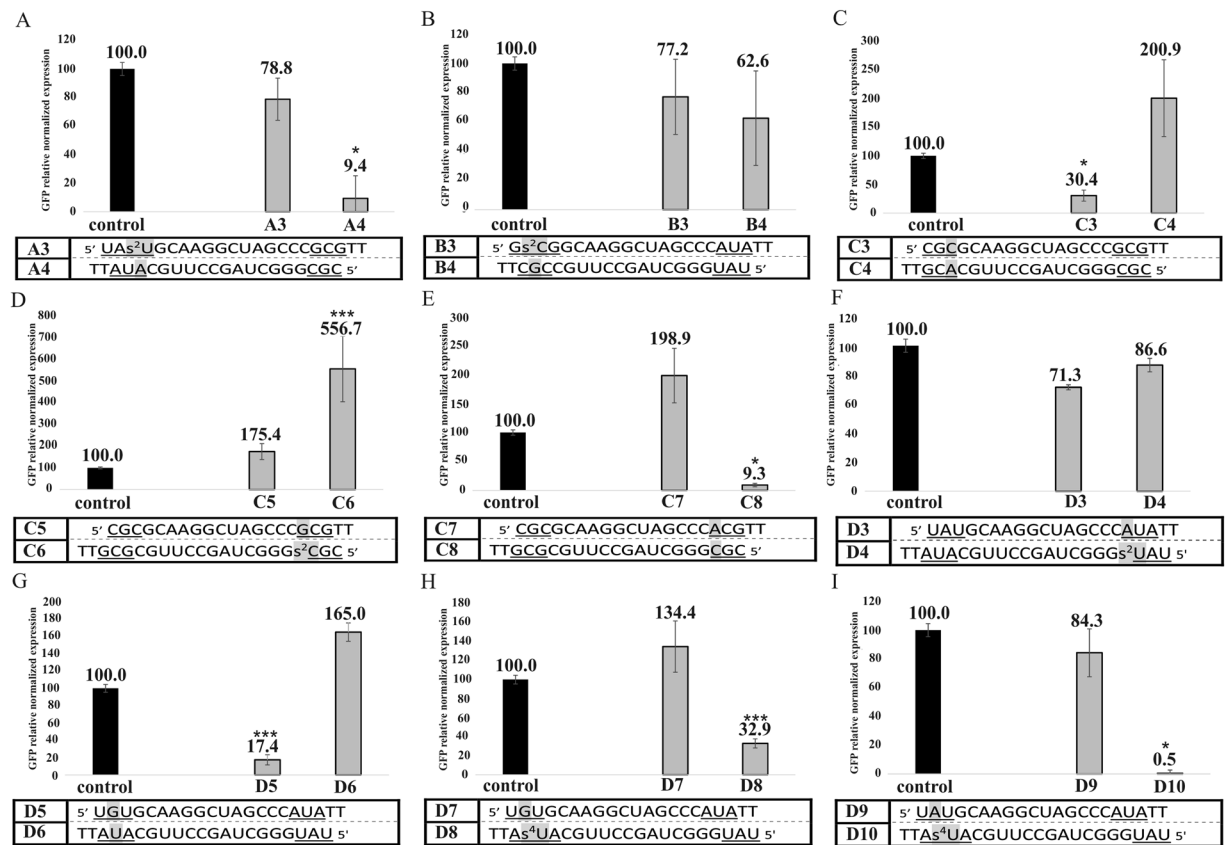 A
GFP relative normalized expression
120
100
80
60
40
20
0
100.0
78.8
*
9.4
control
A3
A4
A3 5' UAs²UGCAAGGCUAGCCCGCGTT
A4 TTAUACGUUCCGAUCGGGCGC 5'
B
GFP relative normalized expression
120
100
80
60
40
20
0
100.0
77.2
62.6
control
B3
B4
B3 5' Gs²CGGCAAGGCUAGCCCAUATT
B4 TTCGCCGUUCCGAUCGGGUAU 5'
C
GFP relative normalized expression
300
250
200
150
100
50
0
100.0
*
30.4
200.9
control
C3
C4
C3 5' CGCGCAAGGCUAGCCCGCGTT
C4 TTGCACGUUCCGAUCGGGCGC 5'
D
GFP relative normalized expression
800
700
600
500
400
300
200
100
0
100.0
175.4
***
556.7
control
C5
C6
C5 5' CGCGCAAGGCUAGCCCGCGTT
C6 TTGCGCGUUCCGAUCGGGs²CGC 5'
E
GFP relative normalized expression
300
250
200
150
100
50
0
100.0
198.9
*
9.3
control
C7
C8
C7 5' CGCGCAAGGCUAGCCCACGTT
C8 TTGCGCGUUCCGAUCGGGCGC 5'
F
GFP relative normalized expression
120
100
80
60
40
20
0
100.0
71.3
86.6
control
D3
D4
D3 5' UAUGCAAGGCUAGCCCAUATT
D4 TTAUACGUUCCGAUCGGGs²UAU 5'
G
GFP relative normalized expression
200
180
160
140
120
100
80
60
40
20
0
100.0
***
17.4
165.0
control
D5
D6
D5 5' UGUGCAAGGCUAGCCCAUATT
D6 TTAUACGUUCCGAUCGGGUAU 5'
H
GFP relative normalized expression
180
160
140
120
100
80
60
40
20
0
100.0
134.4
***
32.9
control
D7
D8
D7 5' UGUGCAAGGCUAGCCCAUATT
D8 TTAs⁴UACGUUCCGAUCGGGUAU 5'
I
GFP relative normalized expression
120
100
80
60
40
20
0
100.0
84.3
*
0.5
control
D9
D10
D9 5' UAUGCAAGGCUAGCCCAUATT
D10 TTAs⁴UACGUUCCGAUCGGGUAU 5'